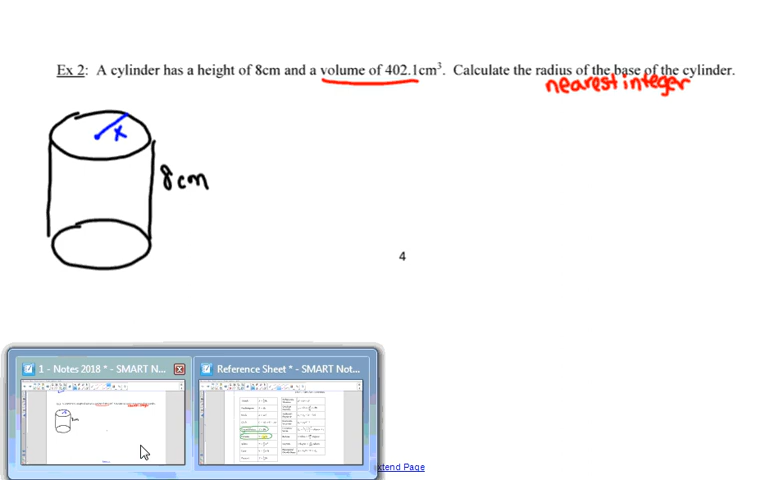 Ex 2: A cylinder has a height of 8cm and a volume of 402.1cm³. Calculate the radius of the base of the cylinder.
nearest integer
x
8cm
4
1 - Notes 2018 * - SMART N...
Reference Sheet * - SMART Not...
xtend Page